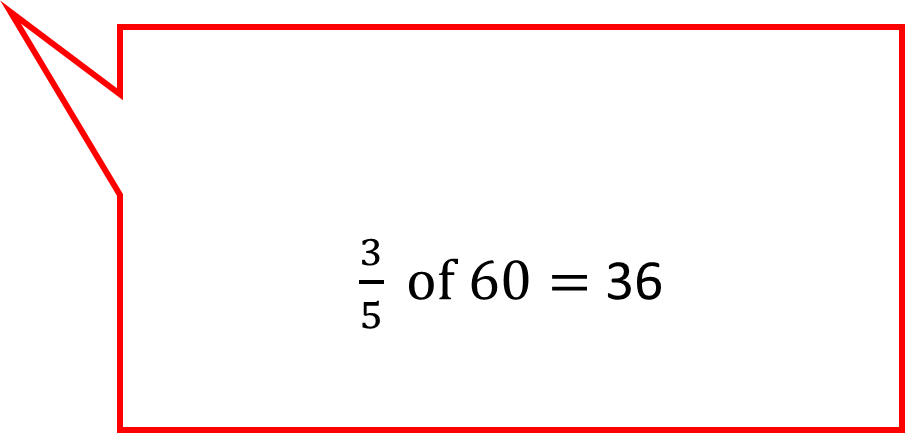 3/5 of 60 = 36